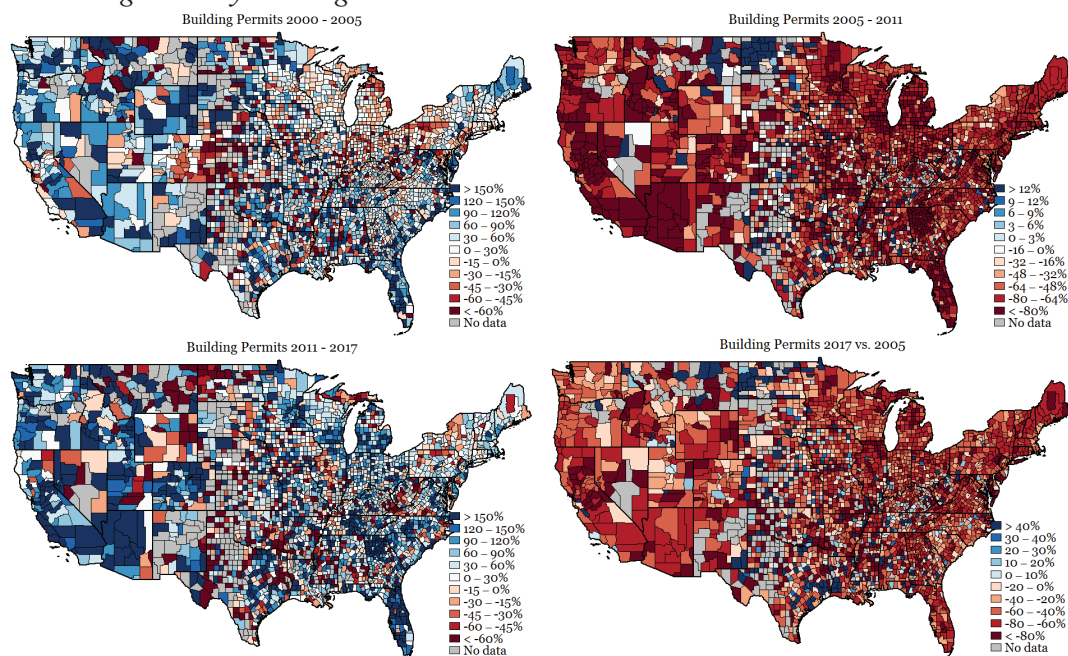 Building Permits 2000 - 2005
> 150%
120 – 150%
90 – 120%
60 – 90%
30 – 60%
0 – 30%
-15 – 0%
-30 – -15%
-45 – -30%
-60 – -45%
< -60%
No data
Building Permits 2005 - 2011
> 12%
9 – 12%
6 – 9%
3 – 6%
0 – 3%
-16 – 0%
-32 – -16%
-48 – -32%
-64 – -48%
-80 – -64%
< -80%
No data
Building Permits 2011 - 2017
> 150%
120 – 150%
90 – 120%
60 – 90%
30 – 60%
0 – 30%
-15 – 0%
-30 – -15%
-45 – -30%
-60 – -45%
< -60%
No data
Building Permits 2017 vs. 2005
> 40%
30 – 40%
20 – 30%
10 – 20%
0 – 10%
-20 – 0%
-40 – -20%
-60 – -40%
-80 – -60%
< -80%
No data